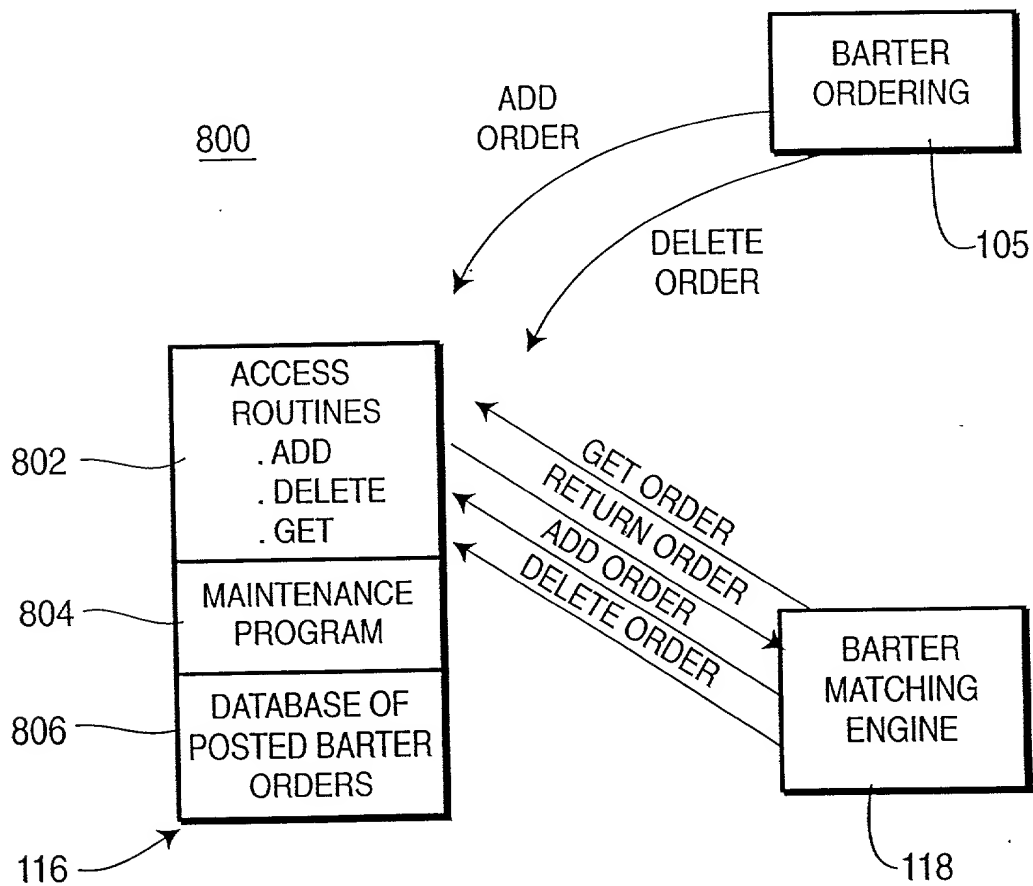 BARTER
ORDERING
ADD
ORDER
800
DELETE
ORDER
105
ACCESS
ROUTINES
. ADD
. DELETE
. GET
802
GET ORDER
RETURN ORDER
ADD ORDER
DELETE ORDER
804
MAINTENANCE
PROGRAM
BARTER
MATCHING
ENGINE
806
DATABASE OF
POSTED BARTER
ORDERS
116
118